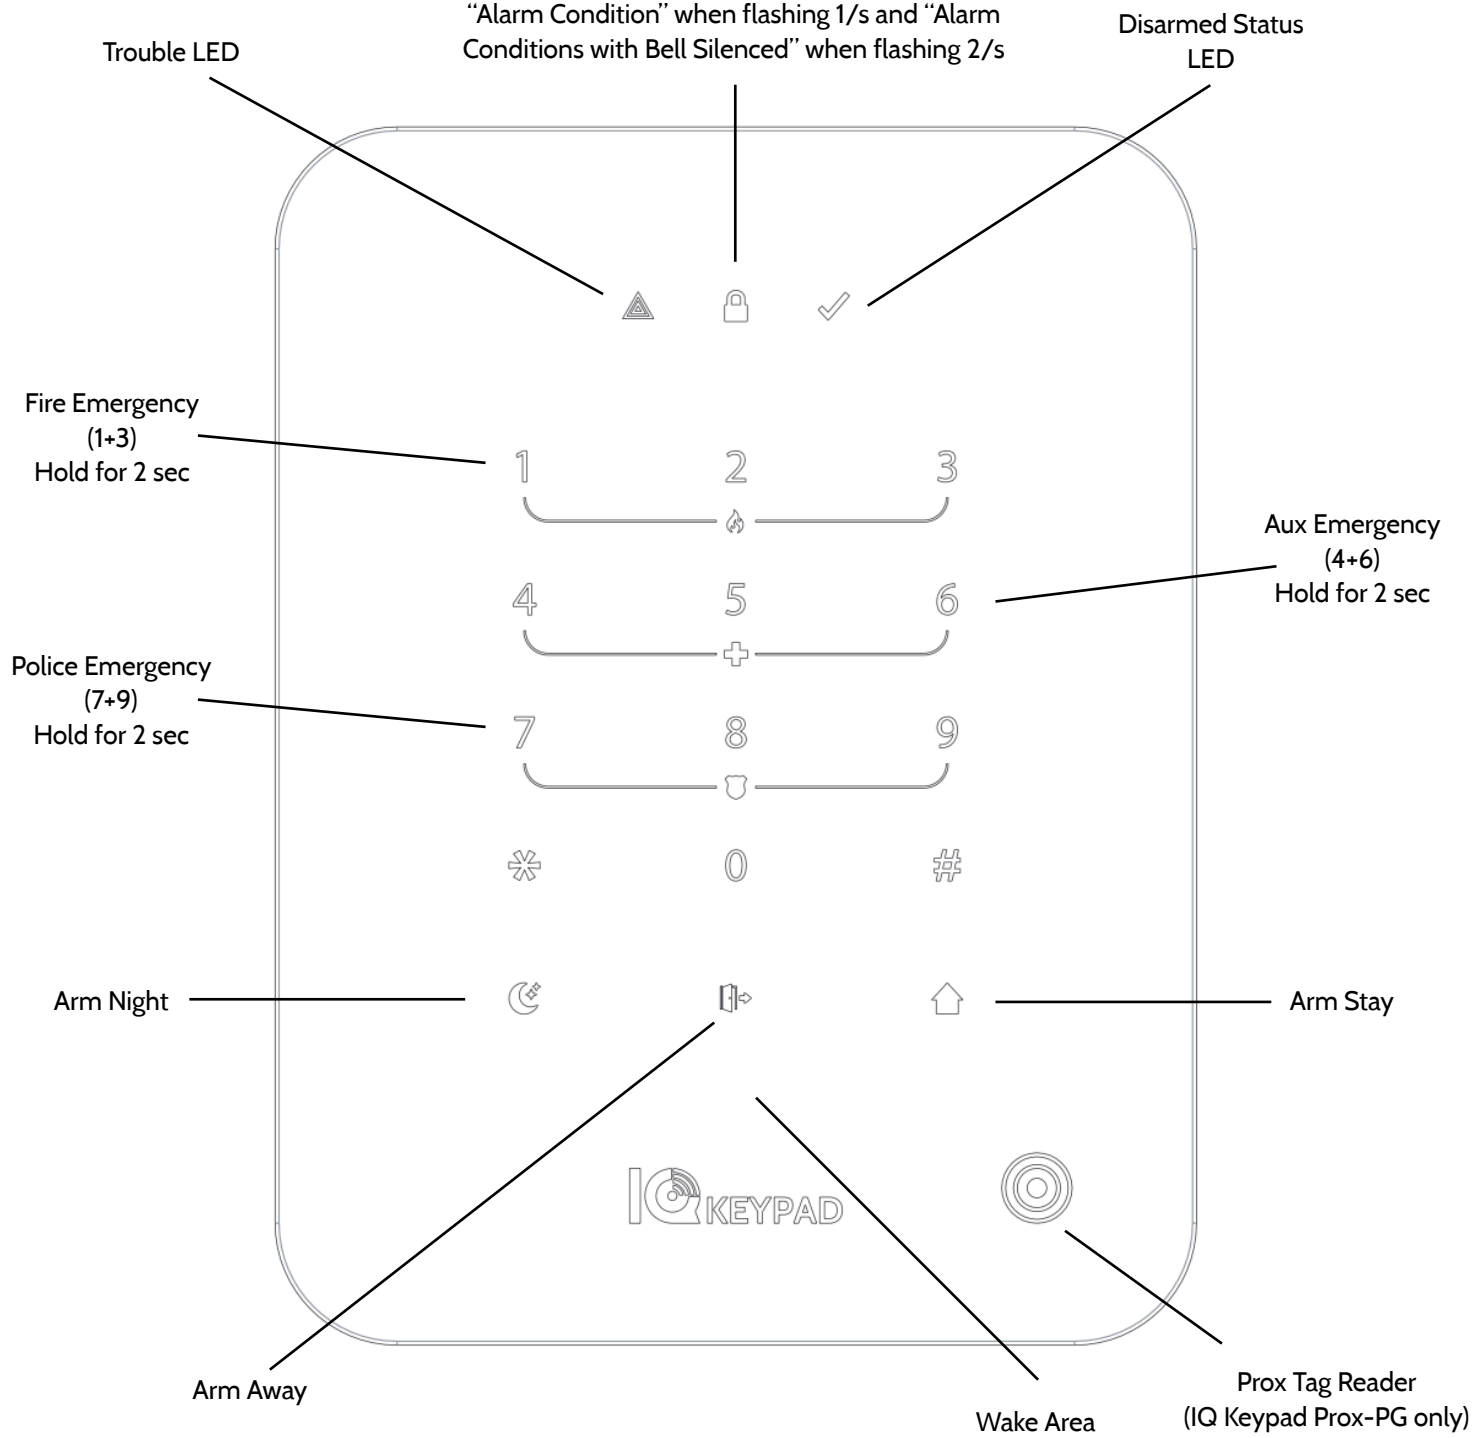 “Alarm Condition” when flashing 1/s and “Alarm
Conditions with Bell Silenced” when flashing 2/s
Trouble LED
Disarmed Status
LED
Fire Emergency
(1+3)
Hold for 2 sec
1 2 3
Aux Emergency
(4+6)
Hold for 2 sec
4 5 6
Police Emergency
(7+9)
Hold for 2 sec
7 8 9
* 0 #
Arm Night
Arm Stay
IQ KEYPAD
Arm Away
Wake Area
Prox Tag Reader
(IQ Keypad Prox-PG only)